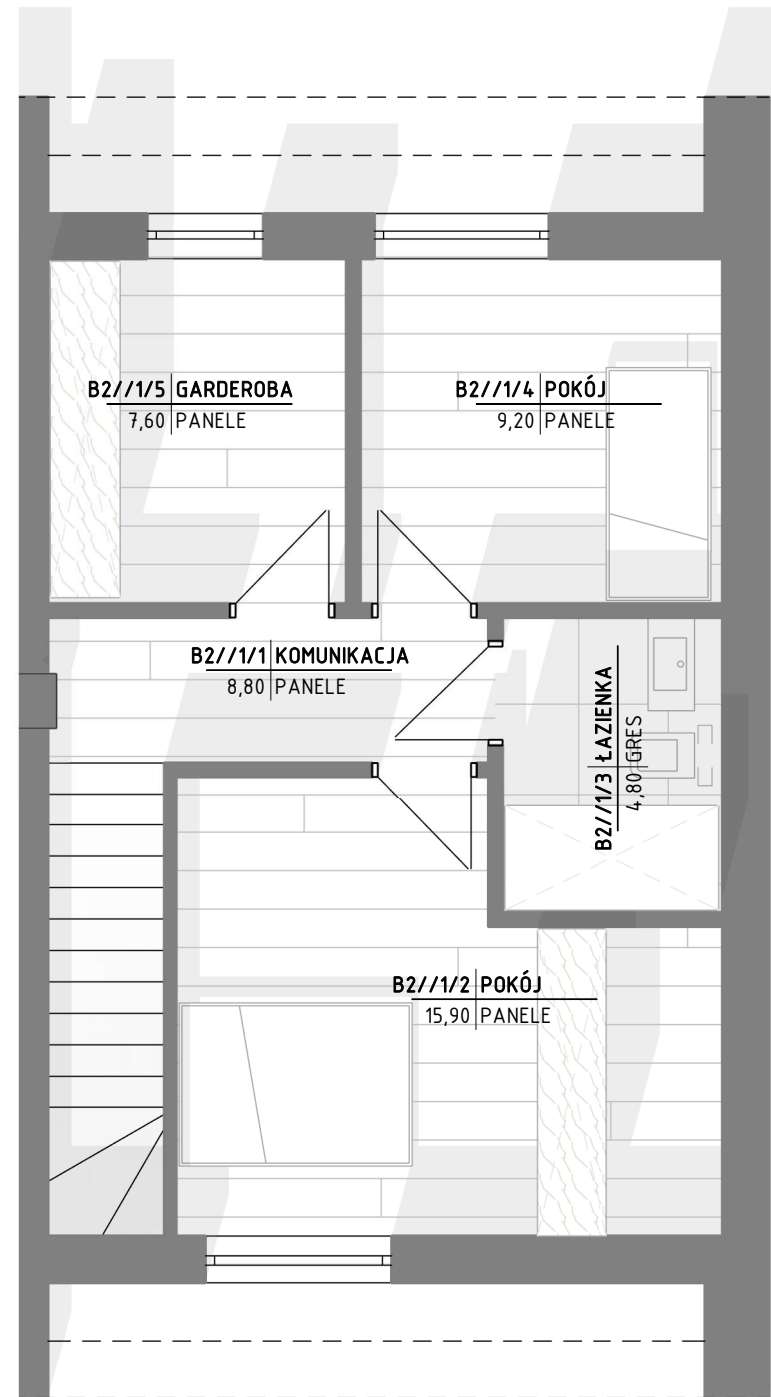 B2//1/5 GARDEROBA
7,60 PANELE
B2//1/4 POKÓJ
9,20 PANELE
B2//1/1 KOMUNIKACJA
8,80 PANELE
B2//1/3 ŁAZIENKA
4,80 GRES
B2//1/2 POKÓJ
15,90 PANELE